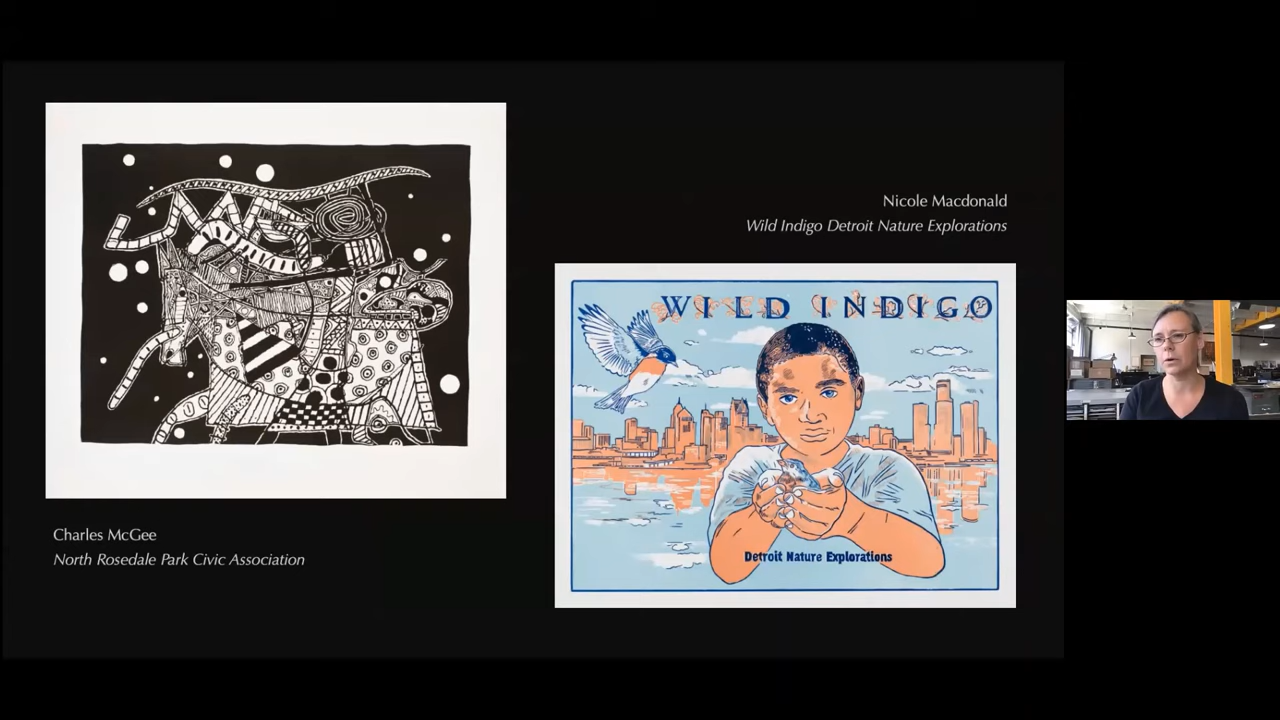 Nicole Macdonald
Wild Indigo Detroit Nature Explorations
WILD INDIGO
Detroit Nature Explorations
Charles McGee
North Rosedale Park Civic Association